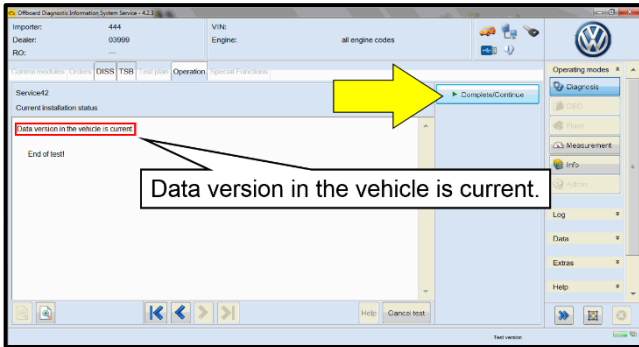 Offboard Diagnostic Information System Service - 4.2.3
Importer: 444 VIN:
Dealer: 03999 Engine: all engine codes
RO: ---
Control modules Orders DISS TSB Test plan Operation Special Functions
Operating modes
Service42
Complete/Continue
Diagnosis
Current installation status
OBD
Data version in the vehicle is current.
Flash
End of test!
Measurement
Info
Data version in the vehicle is current.
Admin
Log
Data
Extras
Help
Help Cancel test
Test version